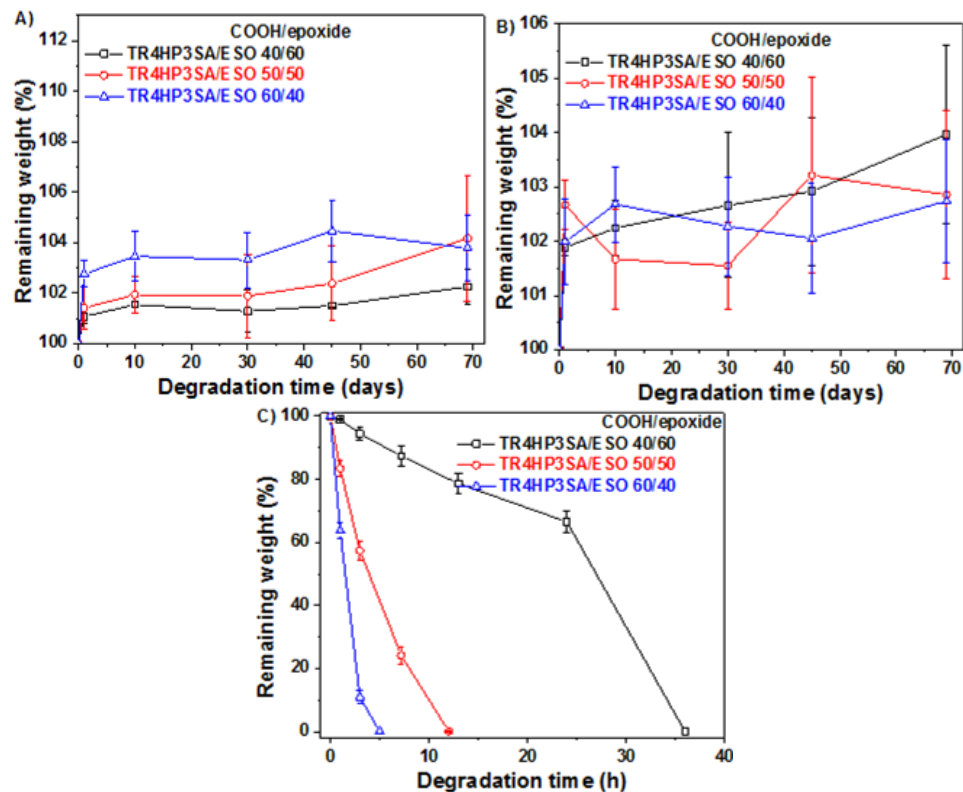 A)
COOH/epoxide
TR4HP3SA/ESO 40/60
TR4HP3SA/ESO 50/50
TR4HP3SA/ESO 60/40
Remaining weight (%)
112
110
108
106
104
102
100
0 10 20 30 40 50 60 70
Degradation time (days)
B)
COOH/epoxide
TR4HP3SA/ESO 40/60
TR4HP3SA/ESO 50/50
TR4HP3SA/ESO 60/40
Remaining weight (%)
106
105
104
103
102
101
100
0 10 20 30 40 50 60 70
Degradation time (days)
C)
COOH/epoxide
TR4HP3SA/ESO 40/60
TR4HP3SA/ESO 50/50
TR4HP3SA/ESO 60/40
Remaining weight (%)
100
80
60
40
20
0
0 10 20 30 40
Degradation time (h)